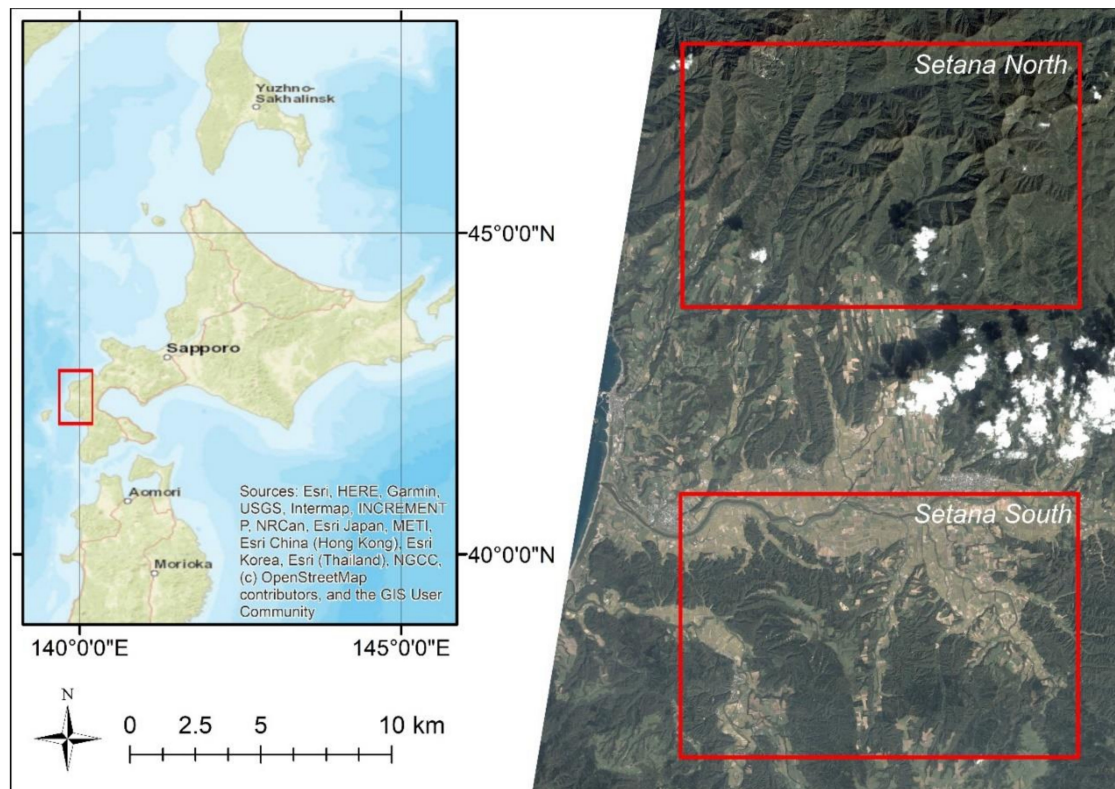 Yuzhno-
Sakhalinsk
Sapporo
Aomori
Morioka
Sources: Esri, HERE, Garmin,
USGS, Intermap, INCREMENT
P, NRCan, Esri Japan, METI,
Esri China (Hong Kong), Esri
Korea, Esri (Thailand), NGCC,
(c) OpenStreetMap
contributors, and the GIS User
Community
45°0'0"N
40°0'0"N
140°0'0"E
145°0'0"E
N
0 2.5 5 10 km
Setana North
Setana South